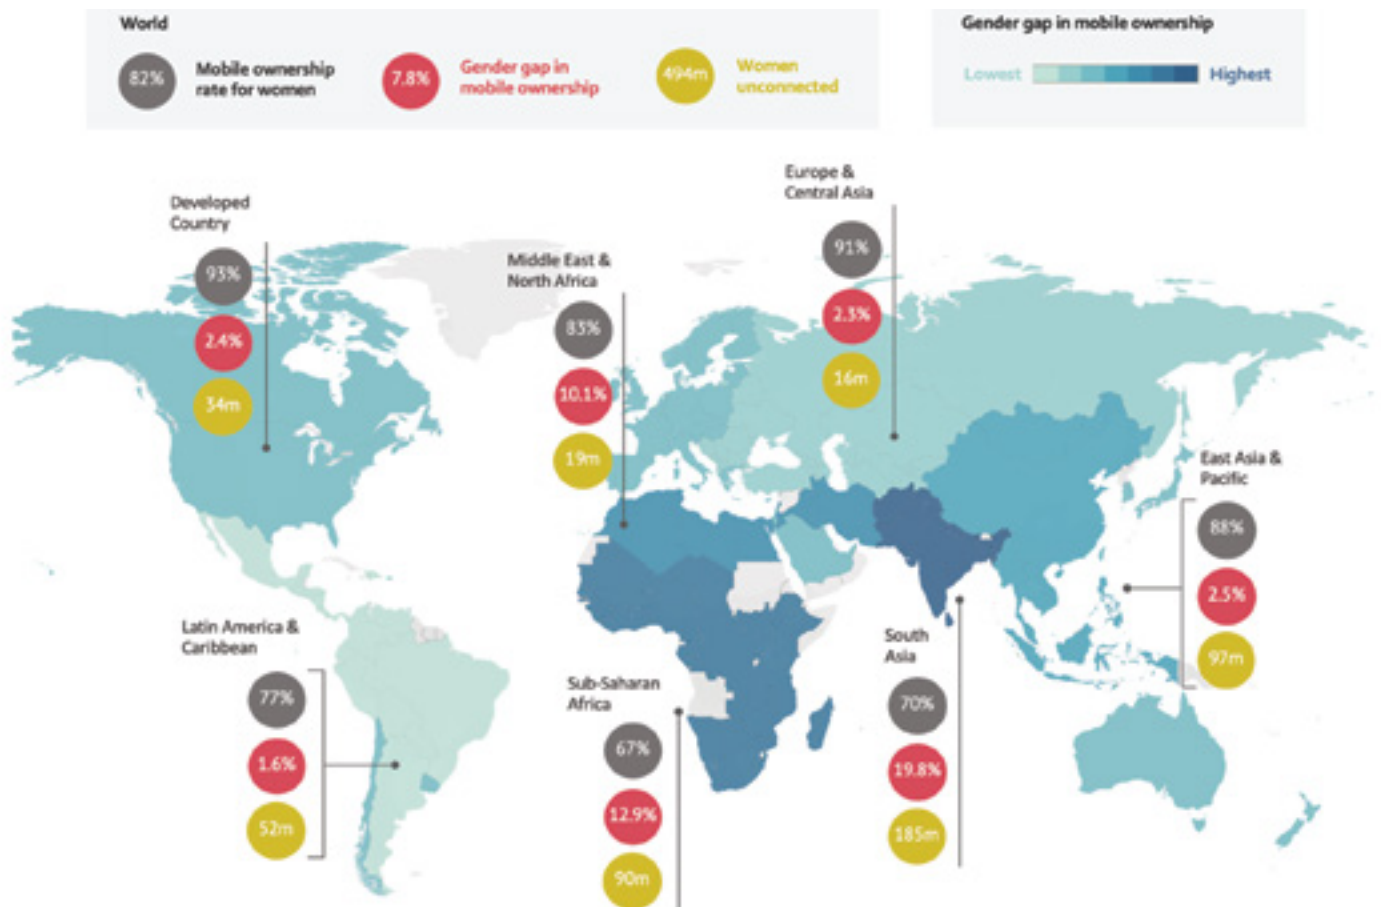 World
82%
Mobile ownership
rate for women
7.8%
Gender gap in
mobile ownership
494m
Women
unconnected
Gender gap in mobile ownership
Lowest
Highest
Developed
Country
93%
2.4%
34m
Middle East &
North Africa
83%
10.1%
19m
Europe &
Central Asia
91%
2.3%
16m
East Asia &
Pacific
88%
2.5%
97m
Latin America &
Caribbean
77%
1.6%
52m
Sub-Saharan
Africa
67%
12.9%
90m
South
Asia
70%
19.8%
185m